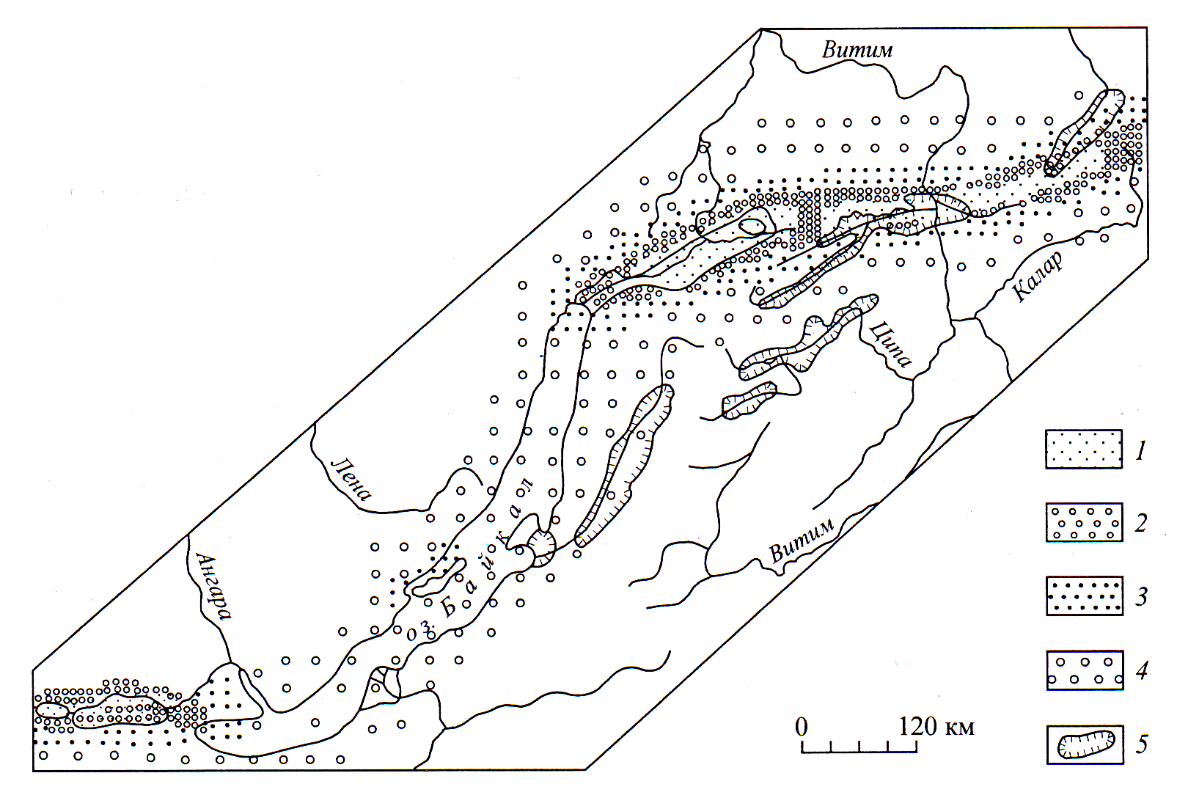 Витим
Калар
Ципа
Лена
Ангара
оз. Байкал
Витим
1
2
3
4
5
0 120 км